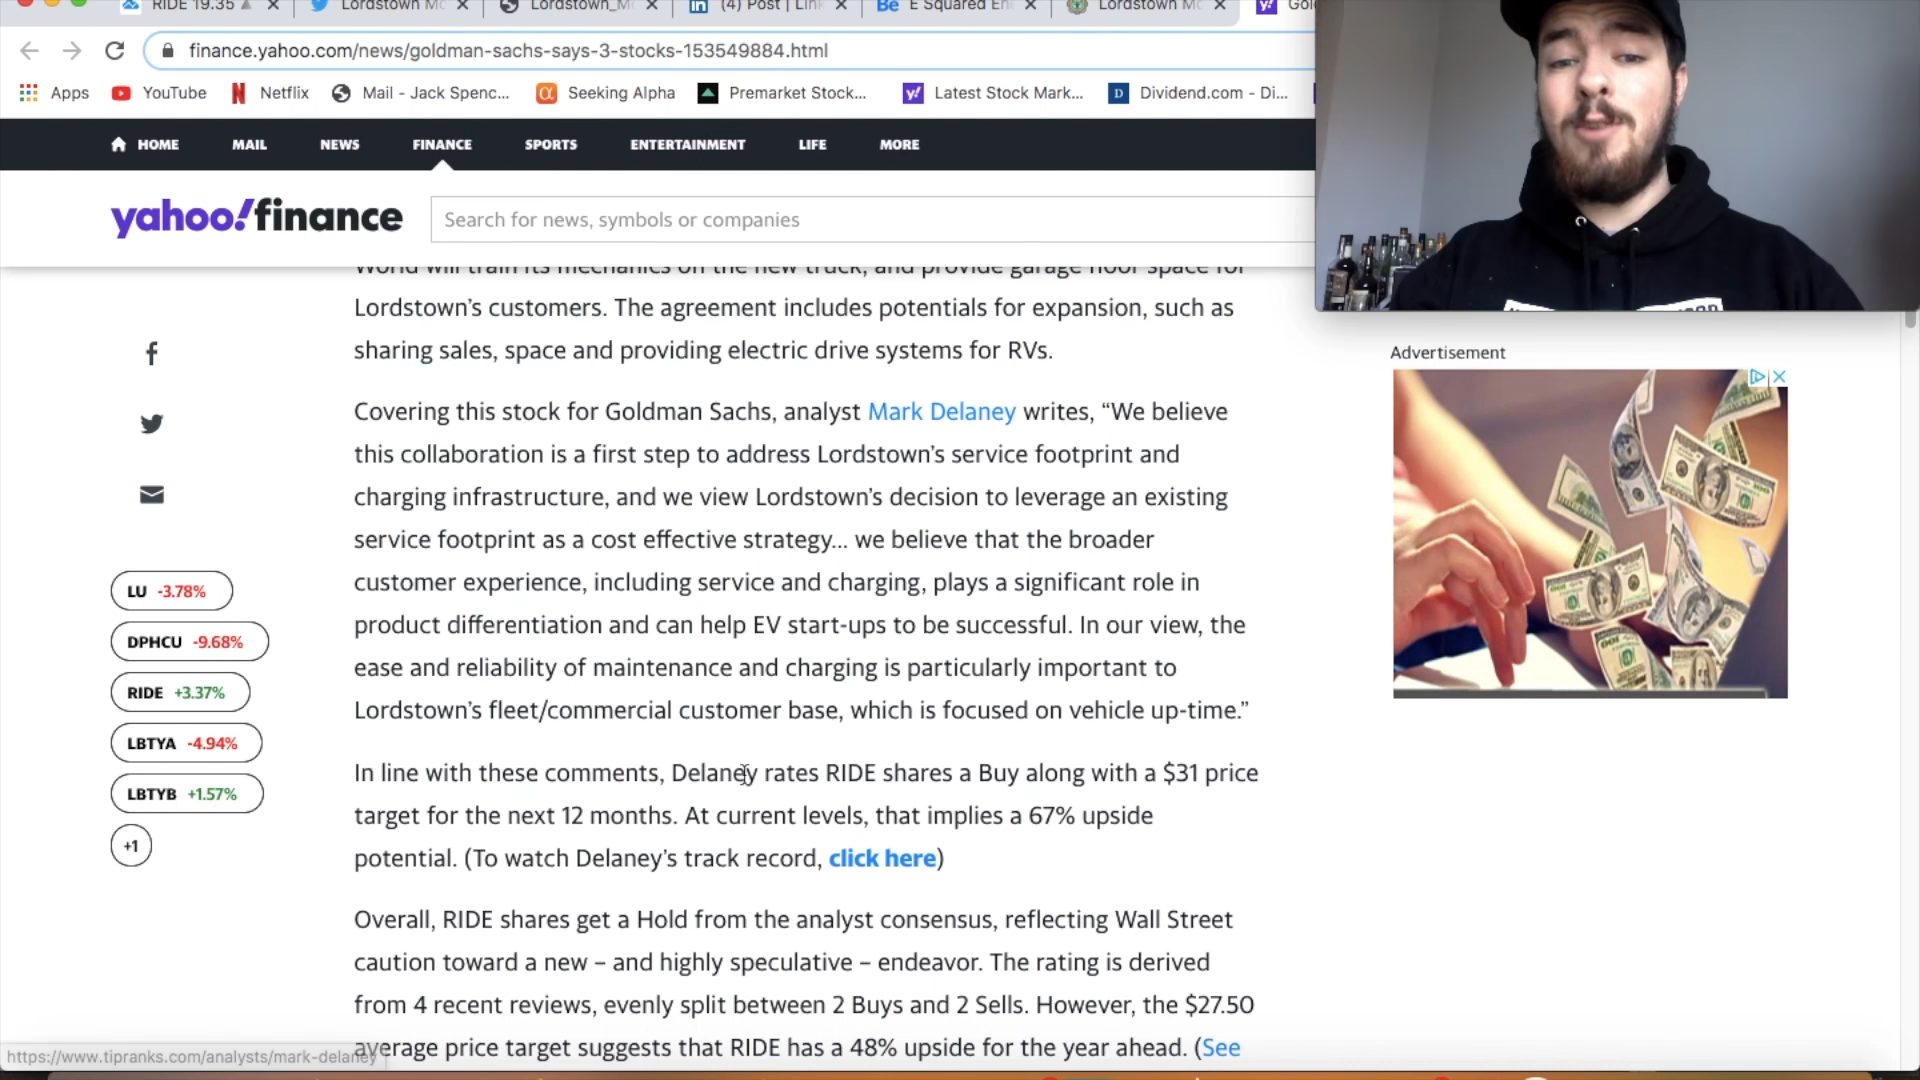 RIDE 19.35
Lordstown Mo
Lordstown_M
(4) Post | Link
E Squared En
Lordstown Mo
finance.yahoo.com/news/goldman-sachs-says-3-stocks-153549884.html
Apps
YouTube
Netflix
Mail - Jack Spenc...
Seeking Alpha
Premarket Stock...
Latest Stock Mark...
Dividend.com - Di...
HOME
MAIL
NEWS
FINANCE
SPORTS
ENTERTAINMENT
LIFE
MORE
yahoo!finance
Search for news, symbols or companies
World will train its mechanics on the new truck, and provide garage floor space for
Lordstown’s customers. The agreement includes potentials for expansion, such as
sharing sales, space and providing electric drive systems for RVs.
Covering this stock for Goldman Sachs, analyst Mark Delaney writes, “We believe
this collaboration is a first step to address Lordstown’s service footprint and
charging infrastructure, and we view Lordstown’s decision to leverage an existing
service footprint as a cost effective strategy... we believe that the broader
customer experience, including service and charging, plays a significant role in
product differentiation and can help EV start-ups to be successful. In our view, the
ease and reliability of maintenance and charging is particularly important to
Lordstown’s fleet/commercial customer base, which is focused on vehicle up-time.”
In line with these comments, Delaney rates RIDE shares a Buy along with a $31 price
target for the next 12 months. At current levels, that implies a 67% upside
potential. (To watch Delaney’s track record, click here)
Overall, RIDE shares get a Hold from the analyst consensus, reflecting Wall Street
caution toward a new – and highly speculative – endeavor. The rating is derived
from 4 recent reviews, evenly split between 2 Buys and 2 Sells. However, the $27.50
average price target suggests that RIDE has a 48% upside for the year ahead. (See
LU -3.78%
DPHCU -9.68%
RIDE +3.37%
LBTYA -4.94%
LBTYB +1.57%
+1
Advertisement
https://www.tipranks.com/analysts/mark-delaney